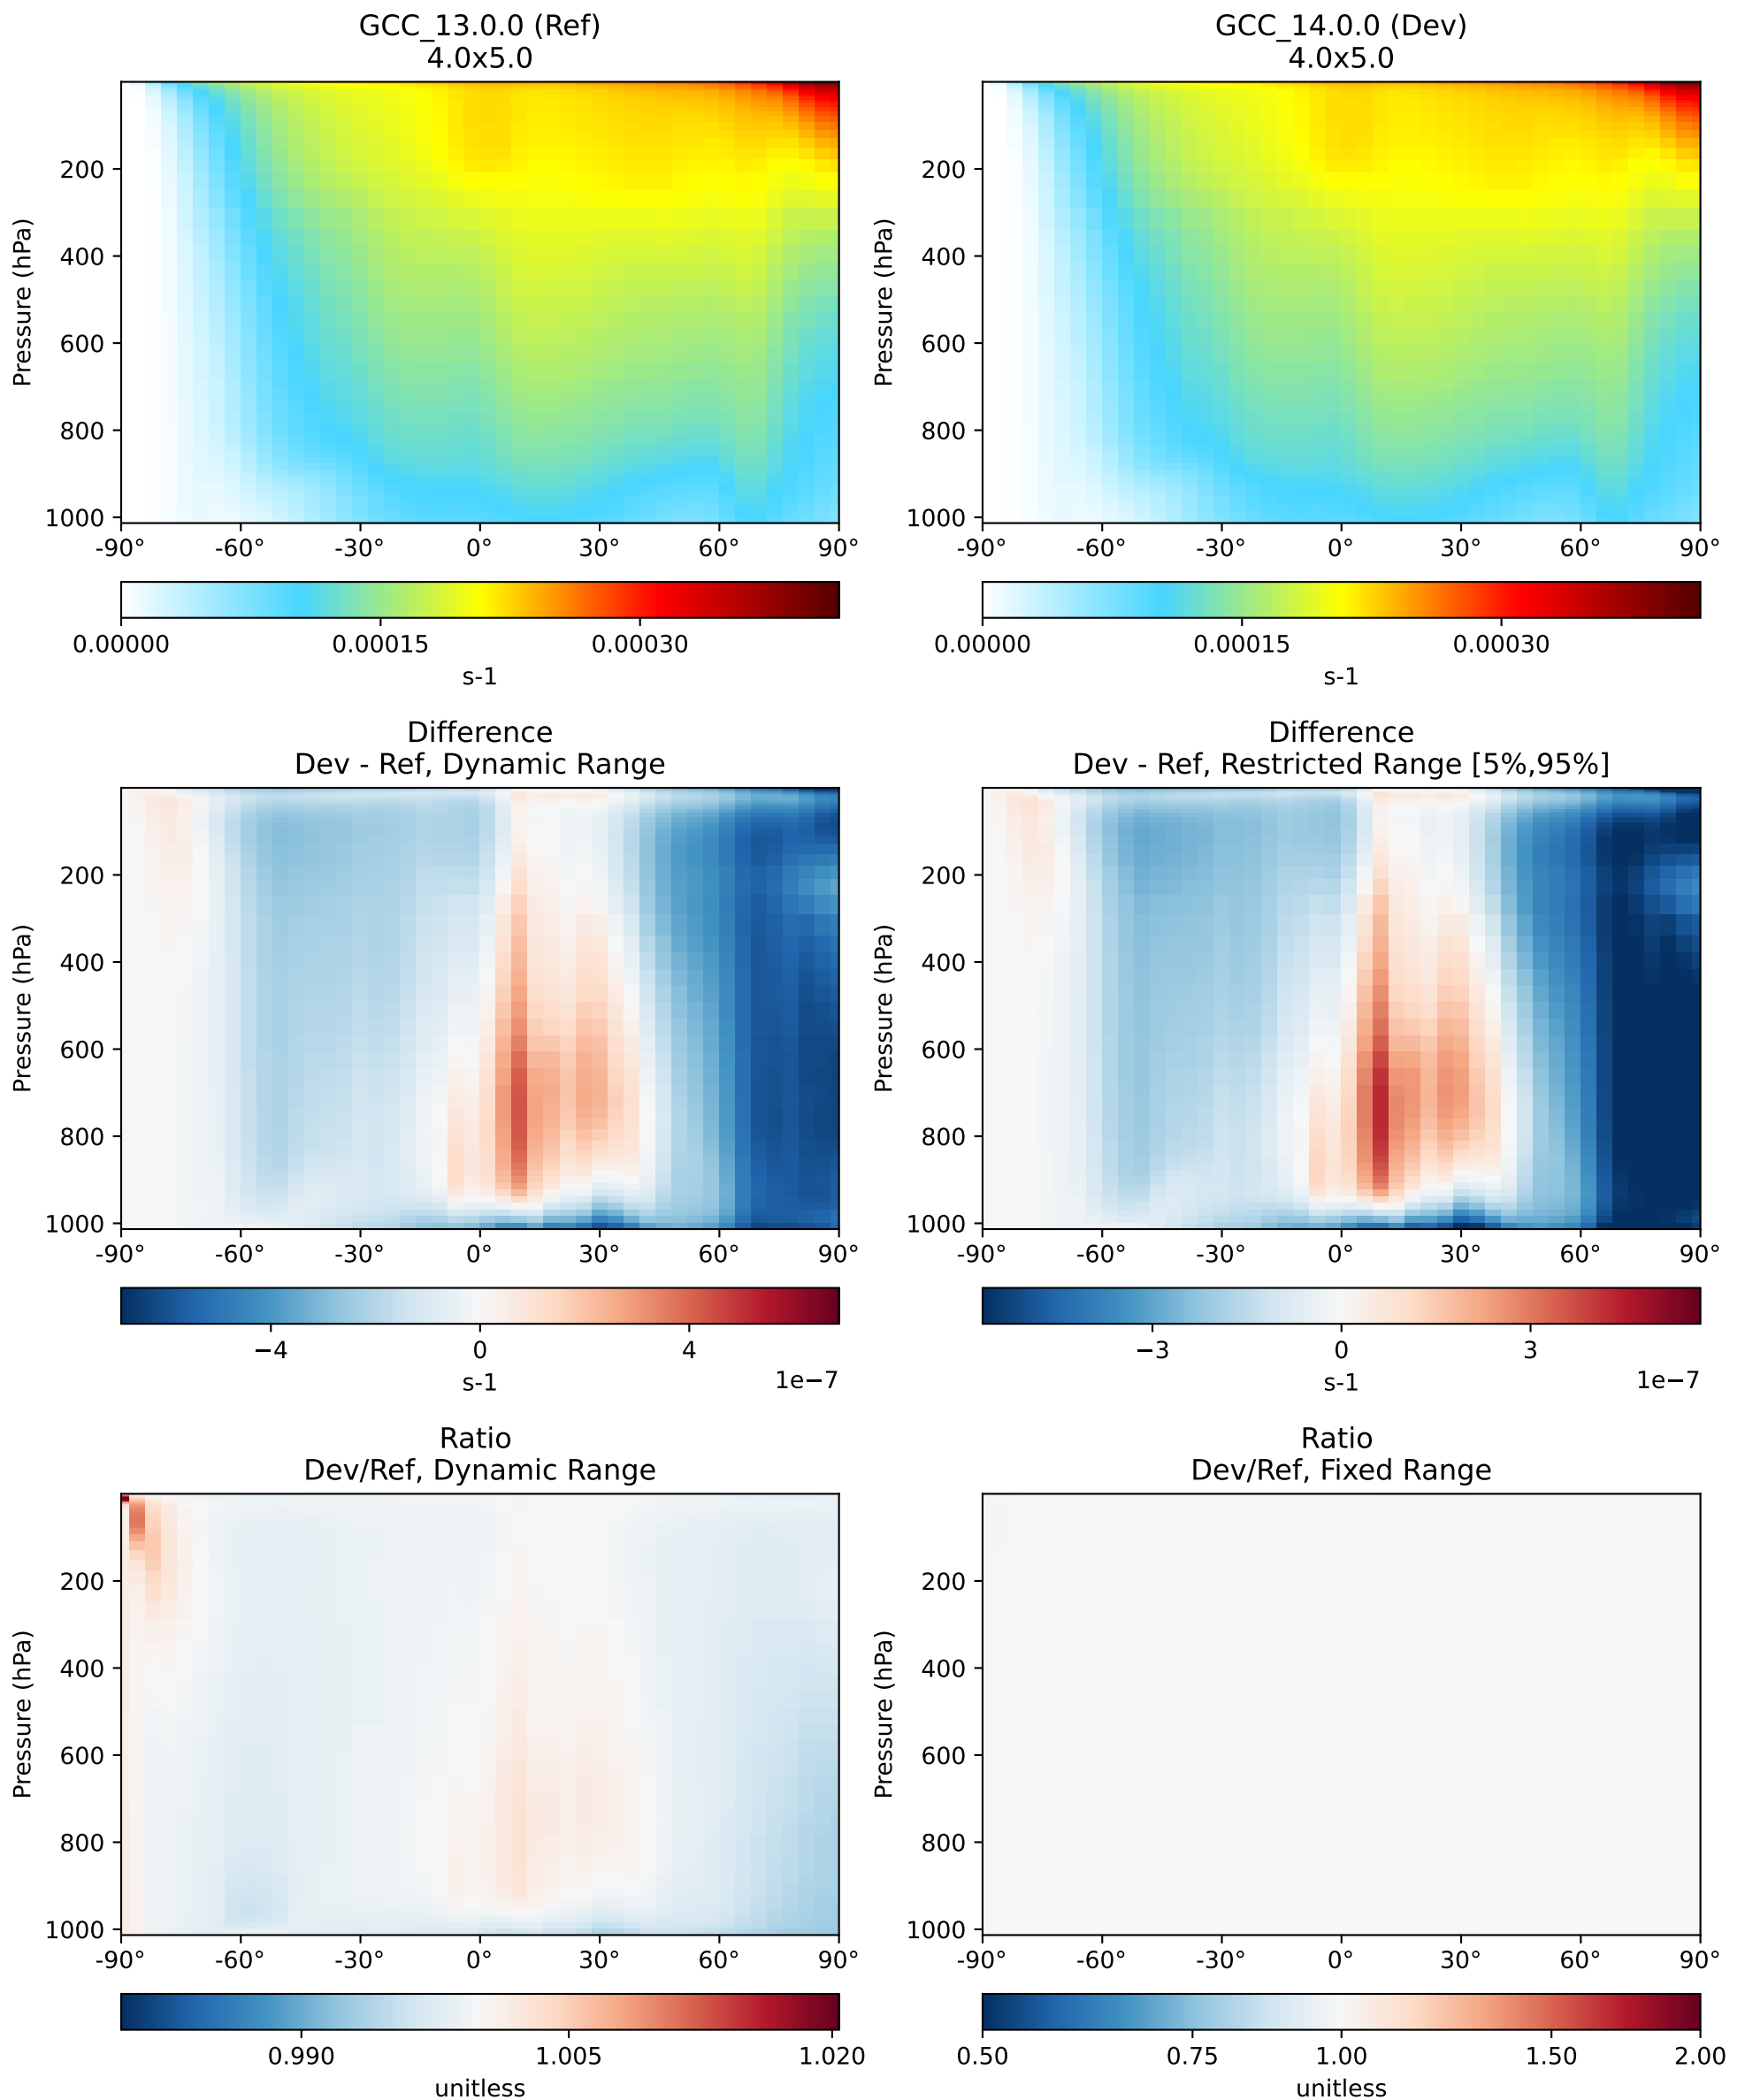 GCC_13.0.0 (Ref)
4.0x5.0
GCC_14.0.0 (Dev)
4.0x5.0
Pressure (hPa)
200
400
600
800
1000
-90° -60° -30° 0° 30° 60° 90°
0.00000 0.00015 0.00030
s-1
Pressure (hPa)
200
400
600
800
1000
-90° -60° -30° 0° 30° 60° 90°
0.00000 0.00015 0.00030
s-1
Difference
Dev - Ref, Dynamic Range
Pressure (hPa)
200
400
600
800
1000
-90° -60° -30° 0° 30° 60° 90°
−4 0 4
s-1
1e−7
Difference
Dev - Ref, Restricted Range [5%,95%]
Pressure (hPa)
200
400
600
800
1000
-90° -60° -30° 0° 30° 60° 90°
−3 0 3
s-1
1e−7
Ratio
Dev/Ref, Dynamic Range
Pressure (hPa)
200
400
600
800
1000
-90° -60° -30° 0° 30° 60° 90°
0.990 1.005 1.020
unitless
Ratio
Dev/Ref, Fixed Range
Pressure (hPa)
200
400
600
800
1000
-90° -60° -30° 0° 30° 60° 90°
0.50 0.75 1.00 1.50 2.00
unitless